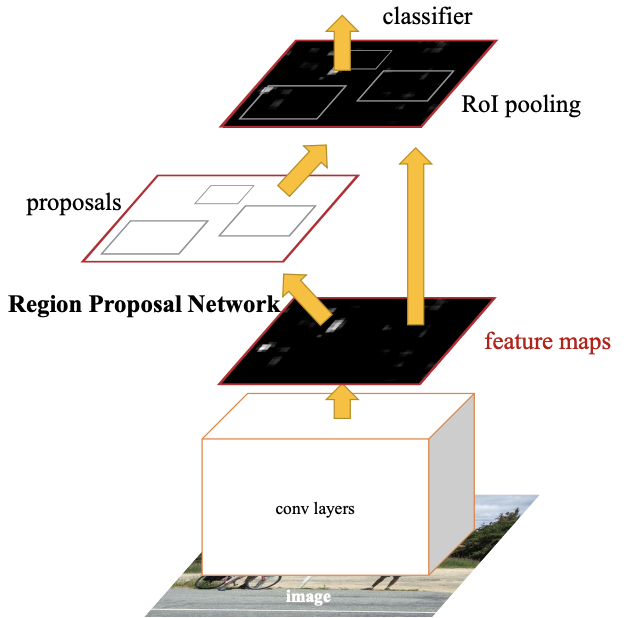 classifier
RoI pooling
proposals
Region Proposal Network
feature maps
conv layers
image